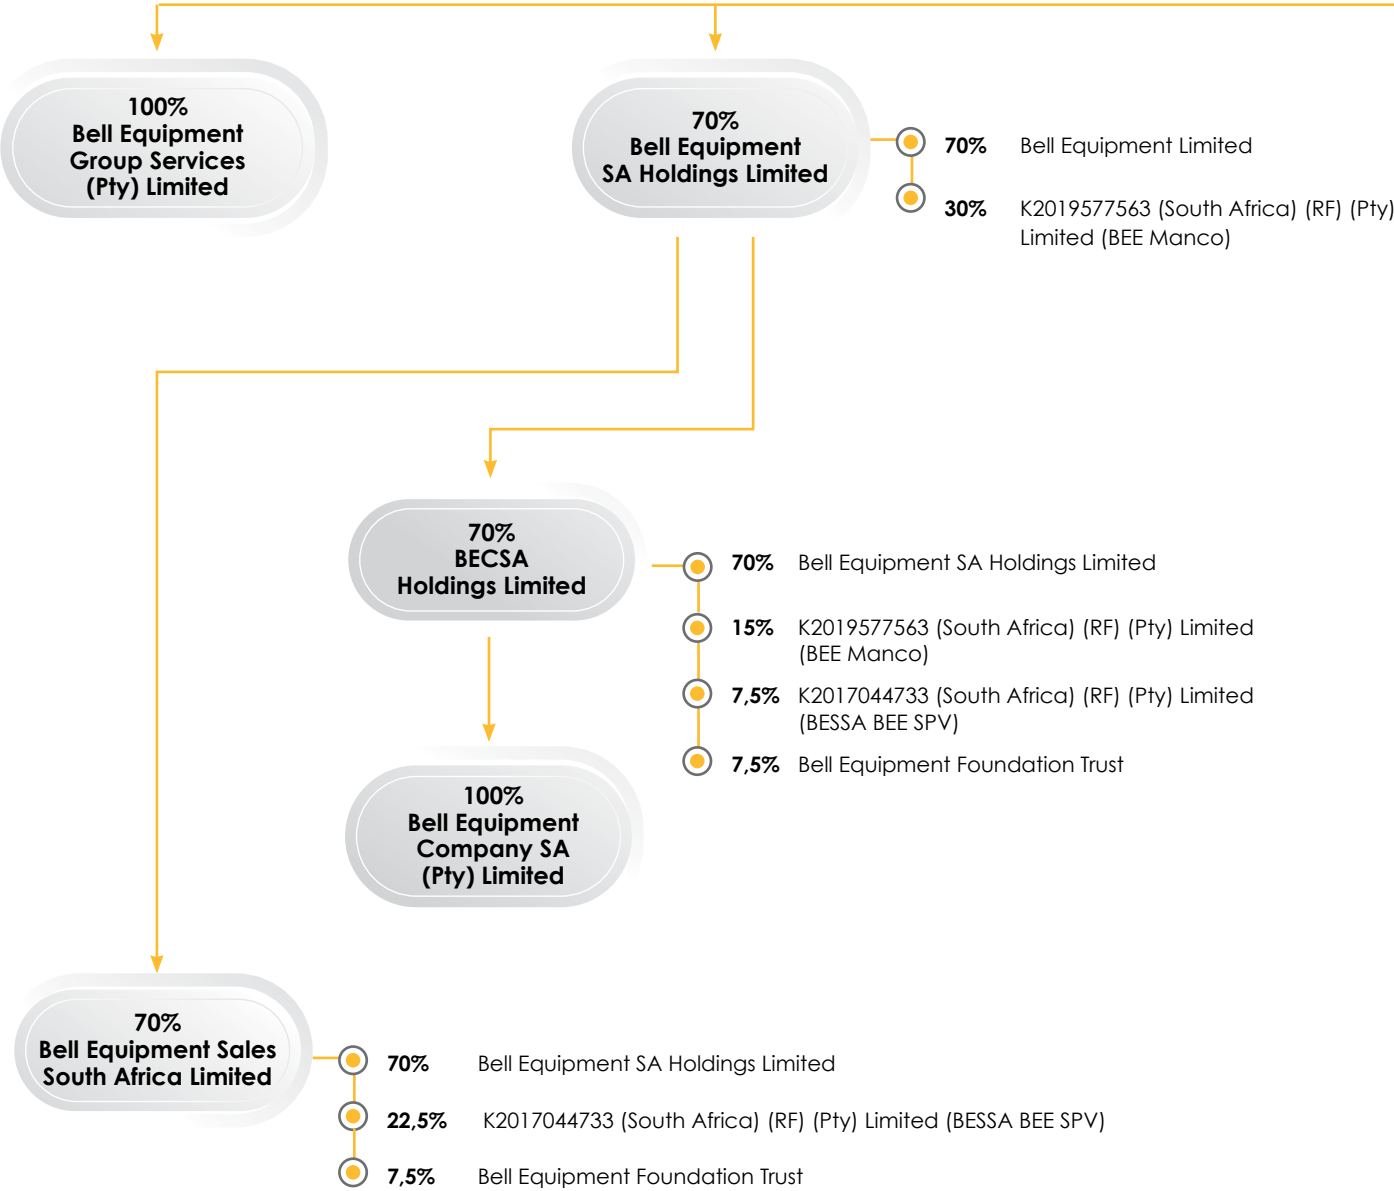 100%
Bell Equipment
Group Services
(Pty) Limited
70%
Bell Equipment
SA Holdings Limited
70% Bell Equipment Limited
30% K2019577563 (South Africa) (RF) (Pty)
Limited (BEE Manco)
70%
BECSA
Holdings Limited
70% Bell Equipment SA Holdings Limited
15% K2019577563 (South Africa) (RF) (Pty) Limited
(BEE Manco)
7,5% K2017044733 (South Africa) (RF) (Pty) Limited
(BESSA BEE SPV)
7,5% Bell Equipment Foundation Trust
100%
Bell Equipment
Company SA
(Pty) Limited
70%
Bell Equipment Sales
South Africa Limited
70% Bell Equipment SA Holdings Limited
22,5% K2017044733 (South Africa) (RF) (Pty) Limited (BESSA BEE SPV)
7,5% Bell Equipment Foundation Trust